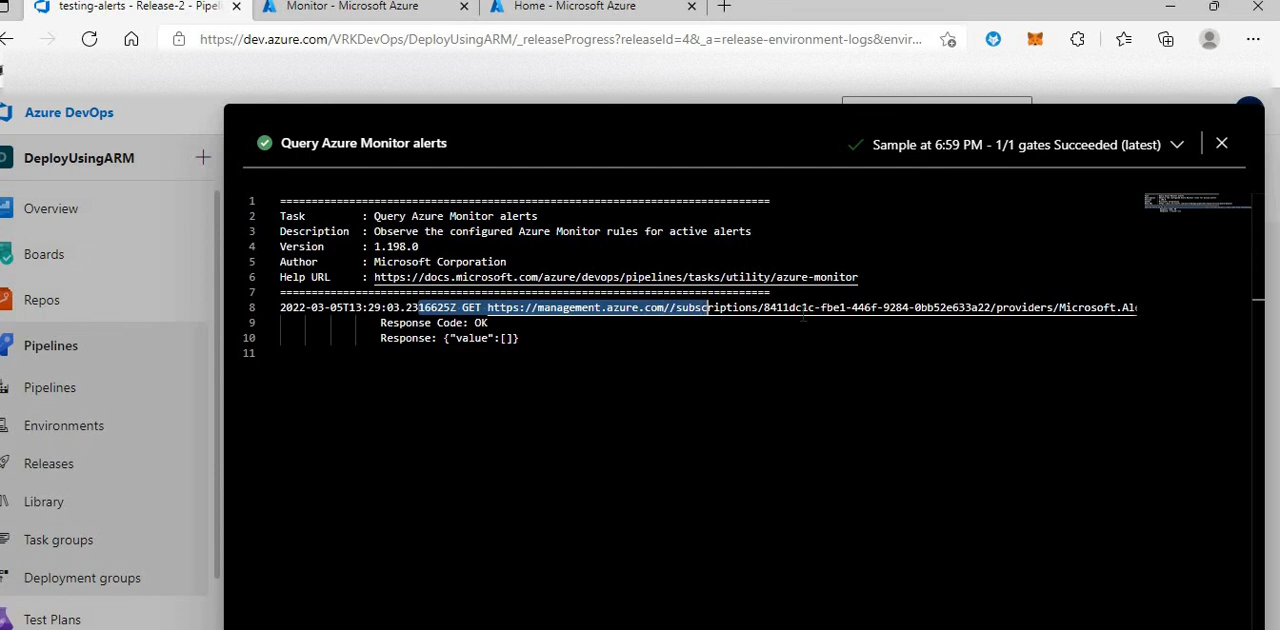 testing-alerts - Release-2 - Pipeli
Monitor - Microsoft Azure
Home - Microsoft Azure
https://dev.azure.com/VRKDevOps/DeployUsingARM/_releaseProgress?releaseId=4&_a=release-environment-logs&envir...
Azure DevOps
DeployUsingARM
Overview
Boards
Repos
Pipelines
Pipelines
Environments
Releases
Library
Task groups
Deployment groups
Test Plans
Query Azure Monitor alerts
Sample at 6:59 PM - 1/1 gates Succeeded (latest)
1 ==============================================================================
2 Task : Query Azure Monitor alerts
3 Description : Observe the configured Azure Monitor rules for active alerts
4 Version : 1.198.0
5 Author : Microsoft Corporation
6 Help URL : https://docs.microsoft.com/azure/devops/pipelines/tasks/utility/azure-monitor
7 ==============================================================================
8 2022-03-05T13:29:03.2316625Z GET https://management.azure.com//subscriptions/8411dc1c-fbe1-446f-9284-0bb52e633a22/providers/Microsoft.Al
9 Response Code: OK
10 Response: {"value":[]}
11